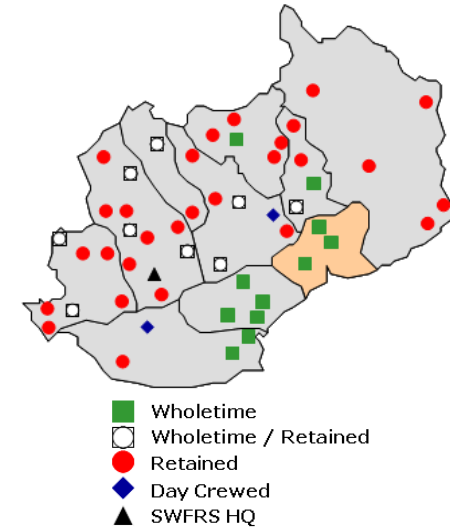 Wholetime
Wholetime / Retained
Retained
Day Crewed
SWFRS HQ